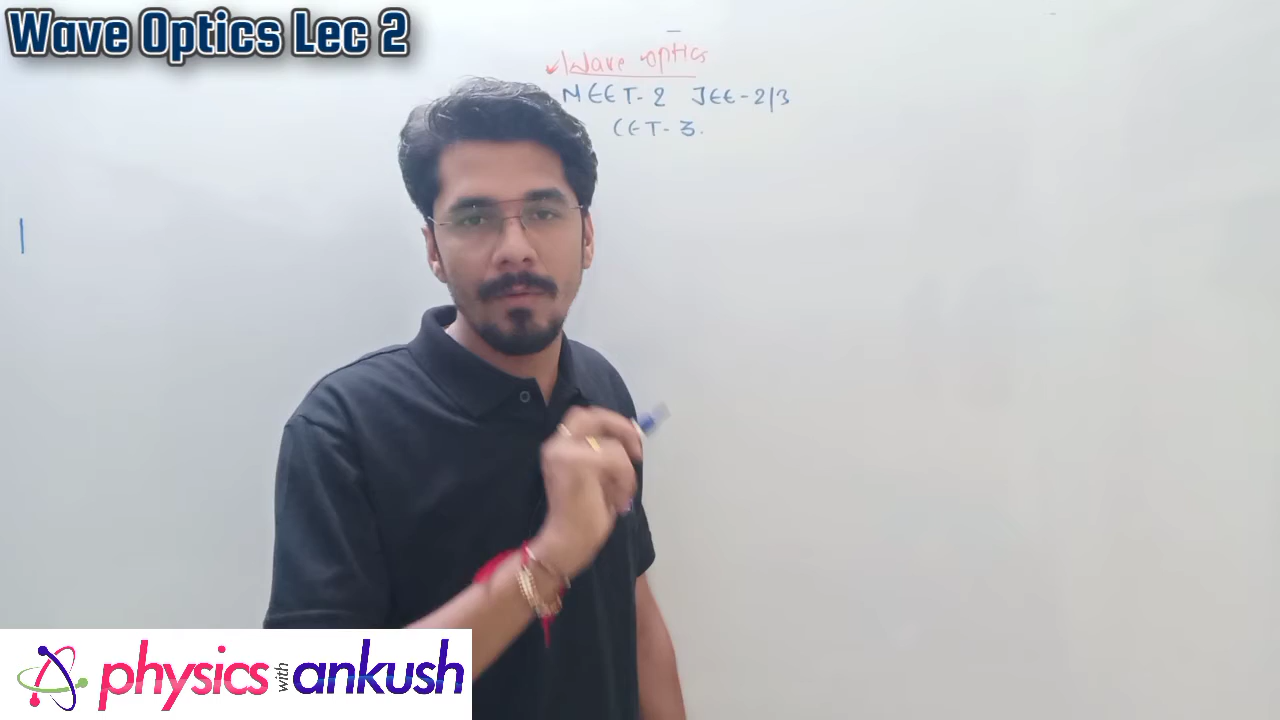 Wave Optics Lec 2
Wave optics
NEET-2 JEE-2/3
CET-3.
physics with ankush